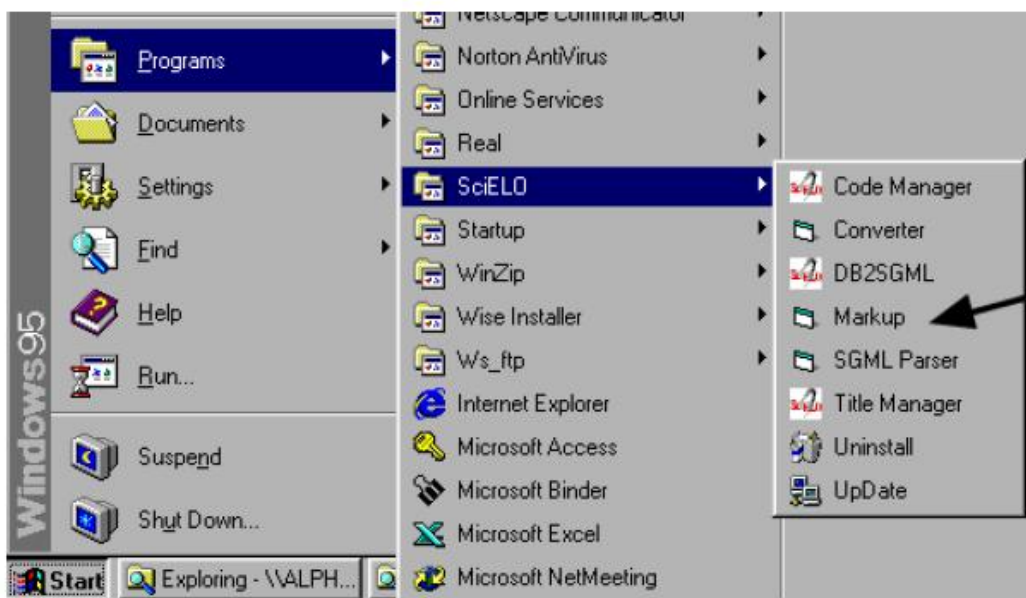 Programs
Documents
Settings
Find
Help
Run...
Suspend
Shut Down...
Windows95
Start
Exploring - \\ALPH...
Netscape Communicator
Norton AntiVirus
Online Services
Real
SciELO
Startup
WinZip
Wise Installer
Ws_ftp
Internet Explorer
Microsoft Access
Microsoft Binder
Microsoft Excel
Microsoft NetMeeting
Code Manager
Converter
DB2SGML
Markup
SGML Parser
Title Manager
Uninstall
UpDate